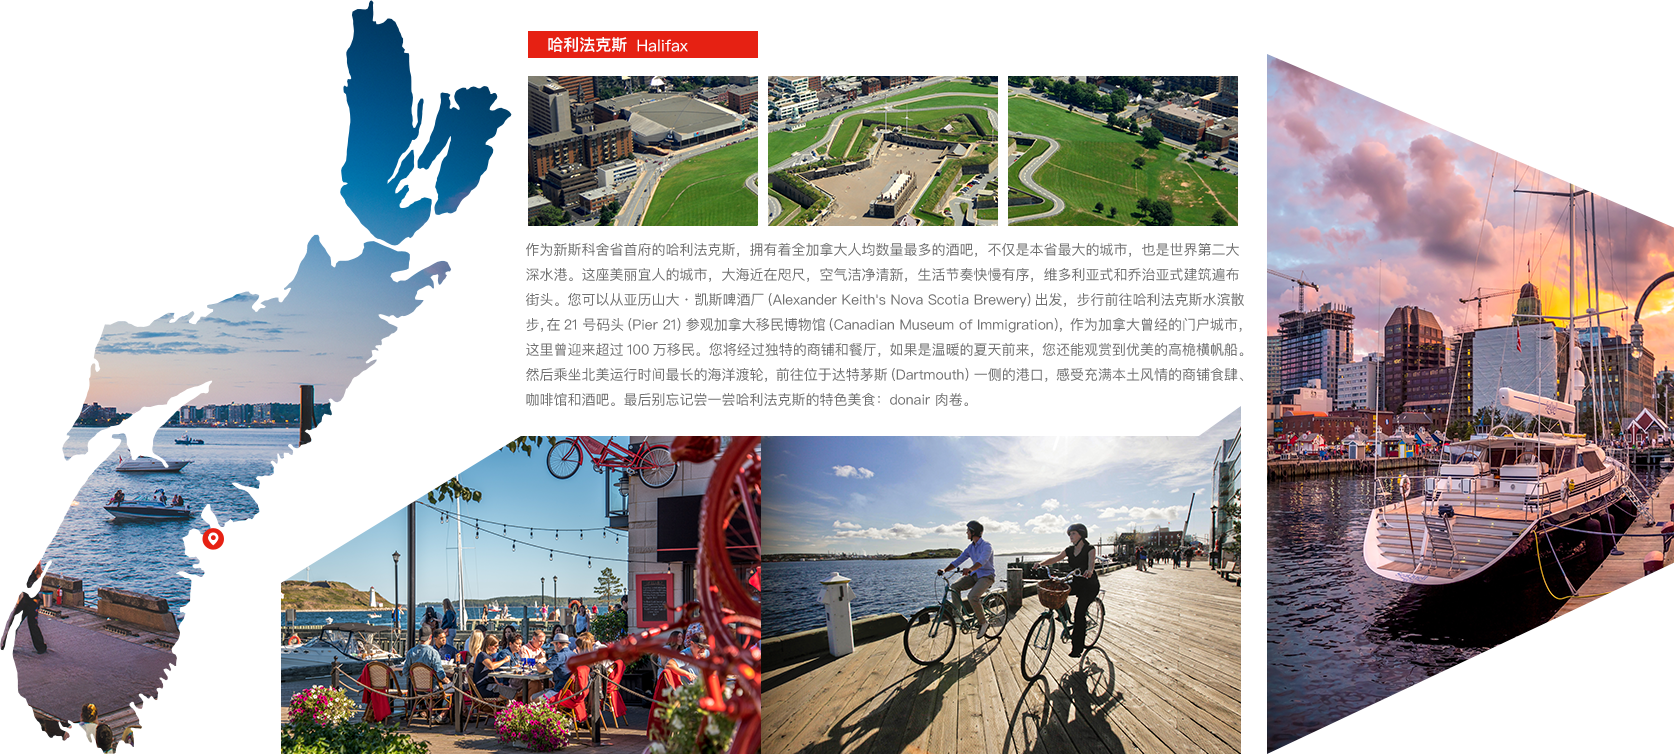 哈利法克斯 Halifax
作为新斯科舍省首府的哈利法克斯，拥有着全加拿大人均数量最多的酒吧，不仅是本省最大的城市，也是世界第二大
深水港。这座美丽宜人的城市，大海近在咫尺，空气洁净清新，生活节奏快慢有序，维多利亚式和乔治亚式建筑遍布
街头。您可以从亚历山大·凯斯啤酒厂（Alexander Keith's Nova Scotia Brewery）出发，步行前往哈利法克斯水滨散
步，在 21 号码头（Pier 21）参观加拿大移民博物馆（Canadian Museum of Immigration)，作为加拿大曾经的门户城市，
这里曾迎来超过 100 万移民。您将经过独特的商铺和餐厅，如果是温暖的夏天前来，您还能观赏到优美的高桅横帆船。
然后乘坐北美运行时间最长的海洋渡轮，前往位于达特茅斯（Dartmouth）一侧的港口，感受充满本土风情的商铺食肆、
咖啡馆和酒吧。最后别忘记尝一尝哈利法克斯的特色美食：donair 肉卷。